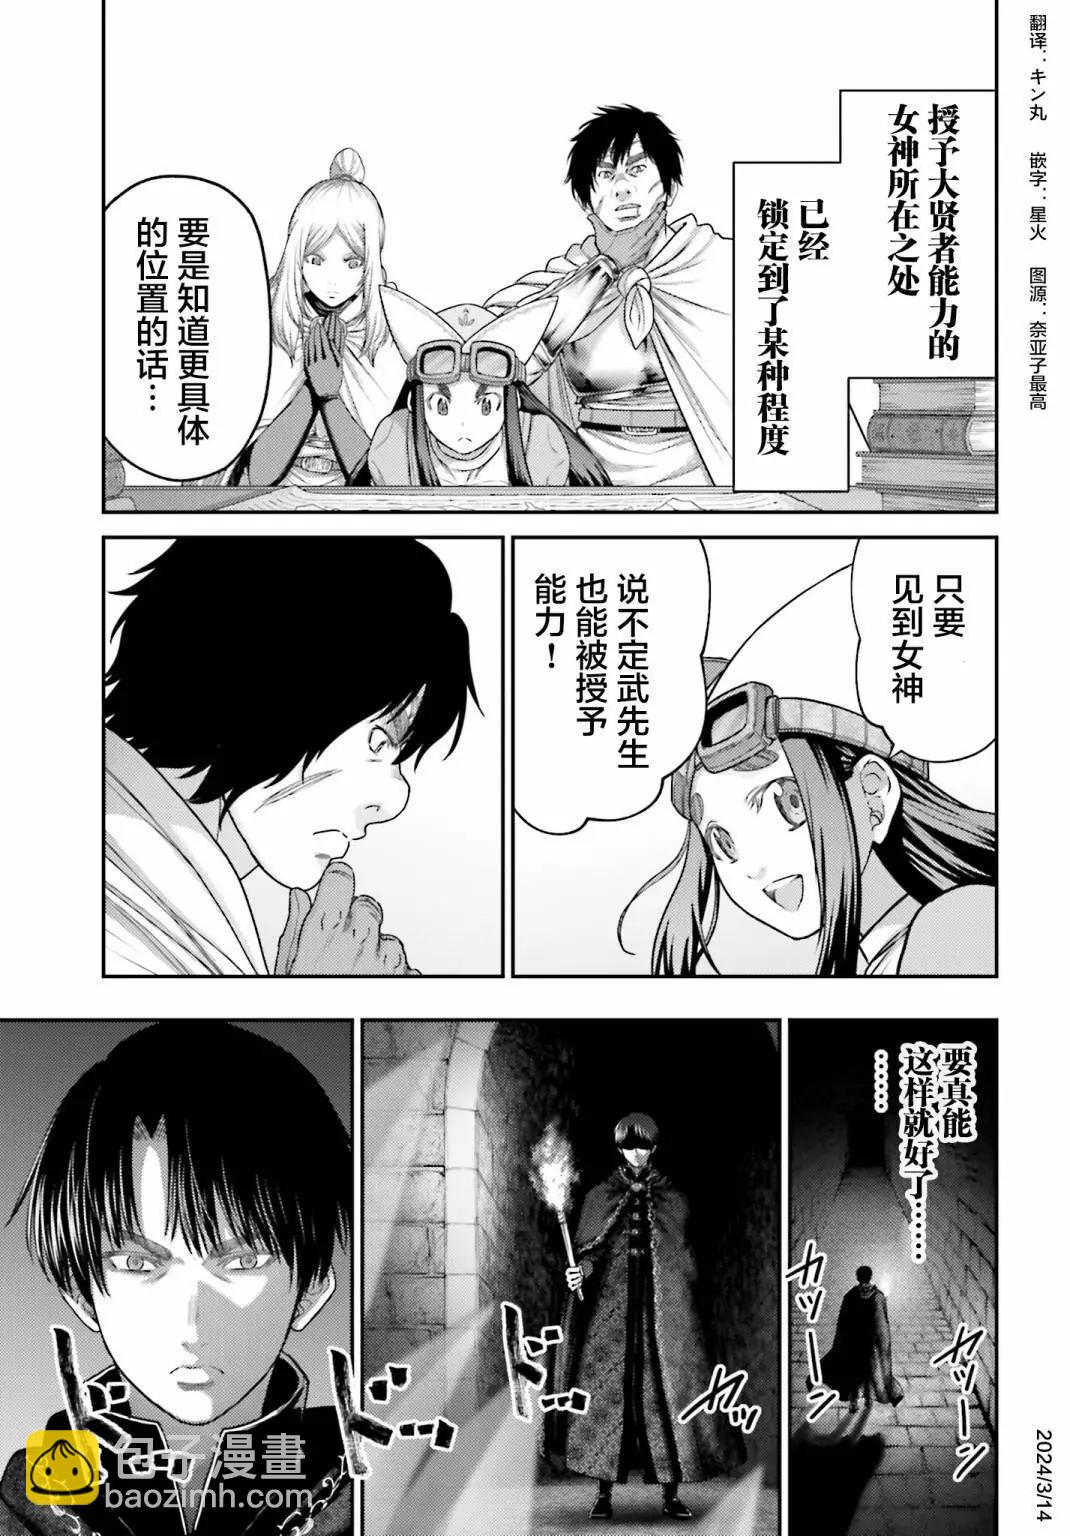 翻译：キン丸　嵌字：星火　图源：奈亚子最高
授予大贤者能力的
女神所在之处
已经
锁定到了某种程度
要是知道更具体
的位置的话…
只要
见到女神
说不定武先生
也能被授予
能力！
要真能
这样就好了……
……
カツーン
カツーン
カッ
ドド
ドド
包子漫畫
baozimh.com
2024/3/14